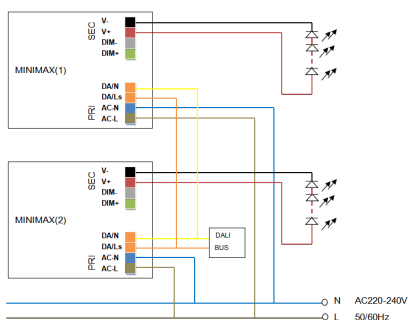 SEC
V-
V+
DIM-
DIM+
MINIMAX(1)
PRI
DA/N
DA/Ls
AC-N
AC-L
SEC
V-
V+
DIM-
DIM+
MINIMAX(2)
PRI
DA/N
DA/Ls
AC-N
AC-L
DALI
BUS
N AC220-240V
L 50/60Hz